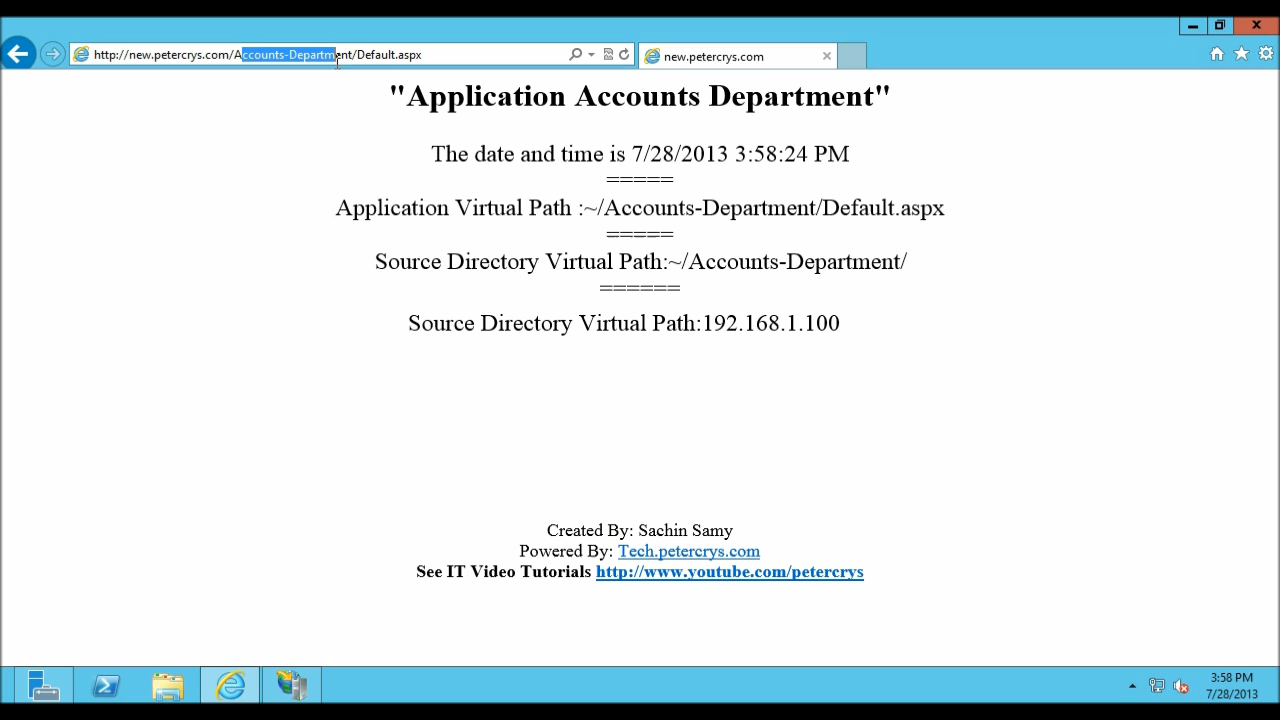 http://new.petercrys.com/Accounts-Department/Default.aspx
new.petercrys.com
"Application Accounts Department"
The date and time is 7/28/2013 3:58:24 PM
=====
Application Virtual Path :~/Accounts-Department/Default.aspx
=====
Source Directory Virtual Path:~/Accounts-Department/
======
Source Directory Virtual Path:192.168.1.100
Created By: Sachin Samy
Powered By: Tech.petercrys.com
See IT Video Tutorials http://www.youtube.com/petercrys
3:58 PM
7/28/2013